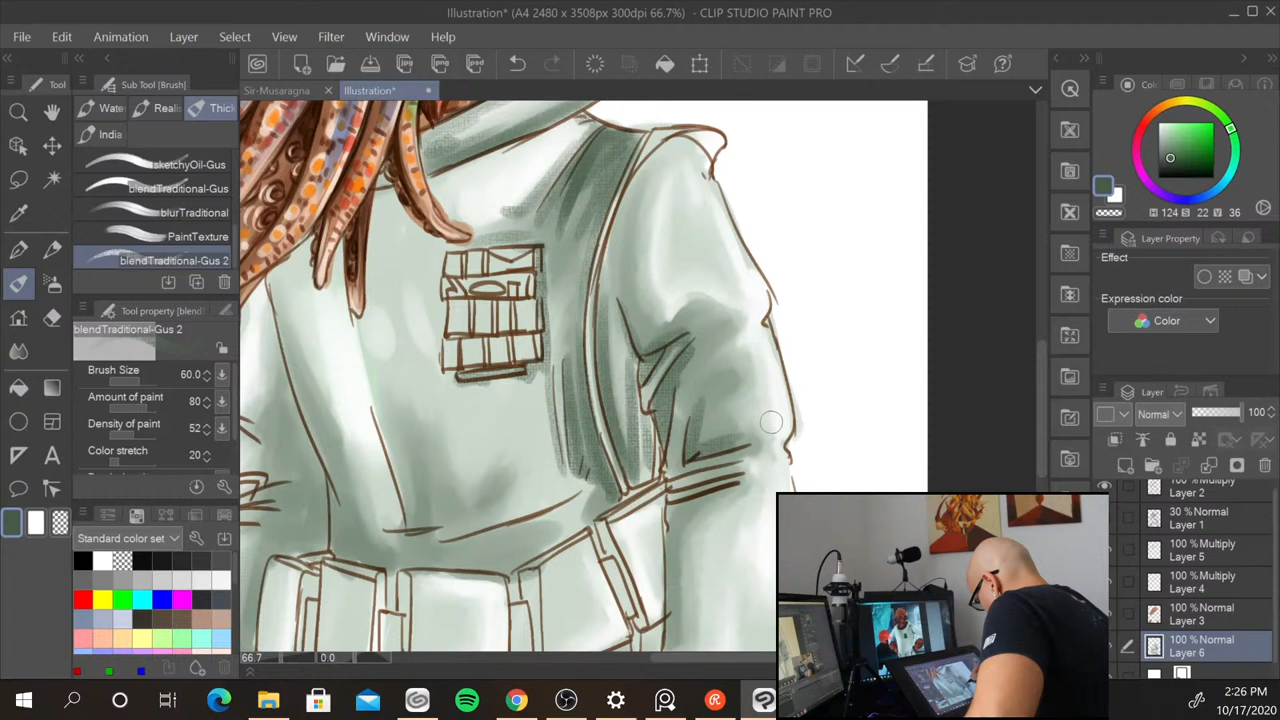 Illustration* (A4 2480 x 3508px 300dpi 66.7%) - CLIP STUDIO PAINT PRO
File Edit Animation Layer Select View Filter Window Help
Tool
Sub Tool [Brush]
Sir-Musaragna
Illustration*
Wate
Reali
Thick
India
sketchyOil-Gus
blendTraditional-Gus
blurTraditional
PaintTexture
blendTraditional-Gus 2
Tool property [blend
blendTraditional-Gus 2
Brush Size 60.0
Amount of paint 80
Density of paint 52
Color stretch 20
Standard color set
66.7 0.0
Col
H 124 S 22 V 36
Layer Property
Effect
Expression color
Color
Layer
Normal 100
100 % Multiply
Layer 2
30 % Normal
Layer 1
100 % Multiply
Layer 5
100 % Multiply
Layer 4
100 % Normal
Layer 3
100 % Normal
Layer 6
2:26 PM
10/17/2020